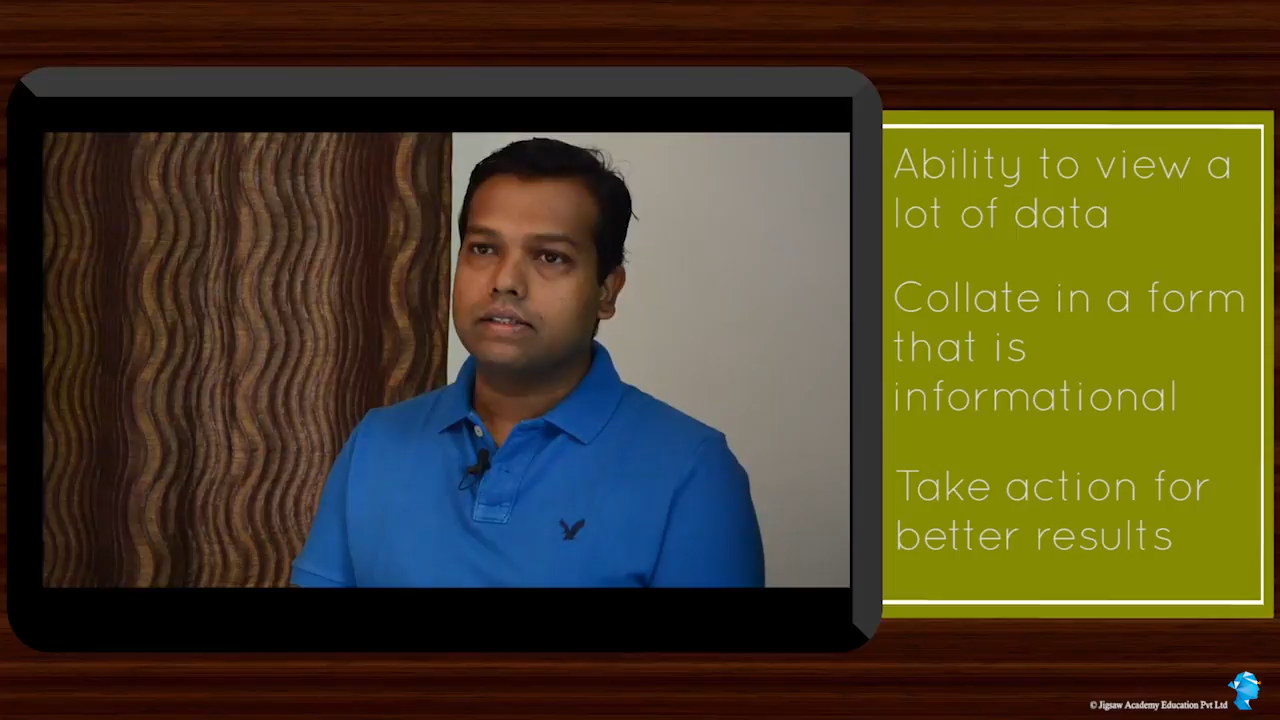 Ability to view a
lot of data
Collate in a form
that is
informational
Take action for
better results
© Jigsaw Academy Education Pvt Ltd